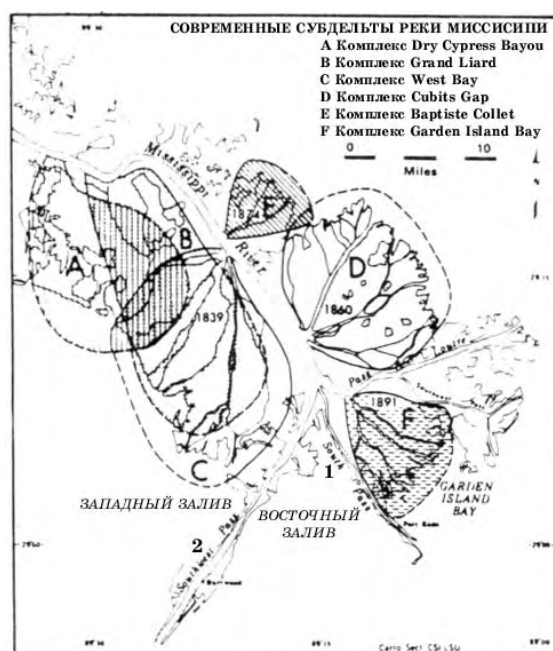 СОВРЕМЕННЫЕ СУБДЕЛЬТЫ РЕКИ МИССИСИПИ
A Комплекс Dry Cypress Bayou
B Комплекс Grand Liard
C Комплекс West Bay
D Комплекс Cubits Gap
E Комплекс Baptiste Collet
F Комплекс Garden Island Bay
0 10
Miles
Mississippi
River
1874
E
A
B
D
1839
1860
Pass
1891
F
C
1
South Pass
GARDEN
ISLAND
BAY
ЗАПАДНЫЙ ЗАЛИВ
ВОСТОЧНЫЙ
ЗАЛИВ
Port Eads
2
Southwest Pass
Burrwood
Carto Sect CSI LSU